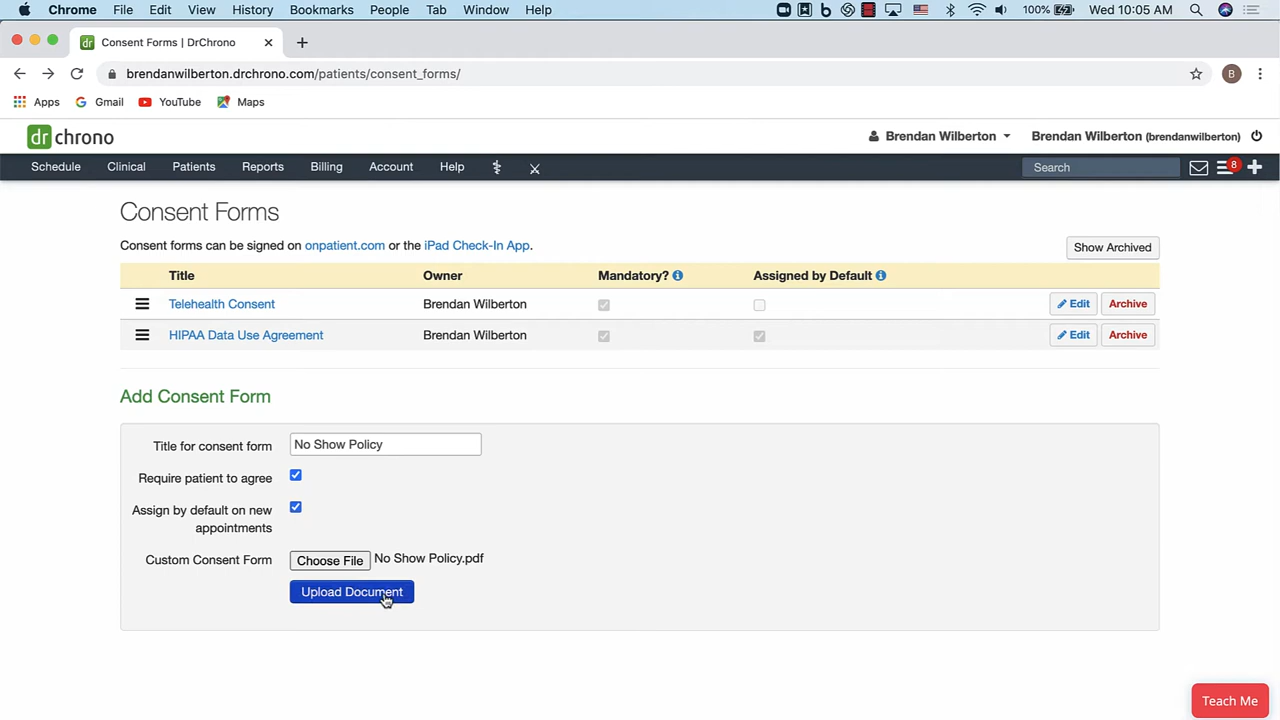 Chrome File Edit View History Bookmarks People Tab Window Help 100% Wed 10:05 AM
Consent Forms | DrChrono
brendanwilberton.drchrono.com/patients/consent_forms/ B
Apps Gmail YouTube Maps
dr chrono Brendan Wilberton Brendan Wilberton (brendanwilberton)
Schedule Clinical Patients Reports Billing Account Help Search 8
Consent Forms
Consent forms can be signed on onpatient.com or the iPad Check-In App. Show Archived
Title Owner Mandatory? Assigned by Default
Telehealth Consent Brendan Wilberton Edit Archive
HIPAA Data Use Agreement Brendan Wilberton Edit Archive
Add Consent Form
Title for consent form No Show Policy
Require patient to agree
Assign by default on new
appointments
Custom Consent Form Choose File No Show Policy.pdf
Upload Document
Teach Me